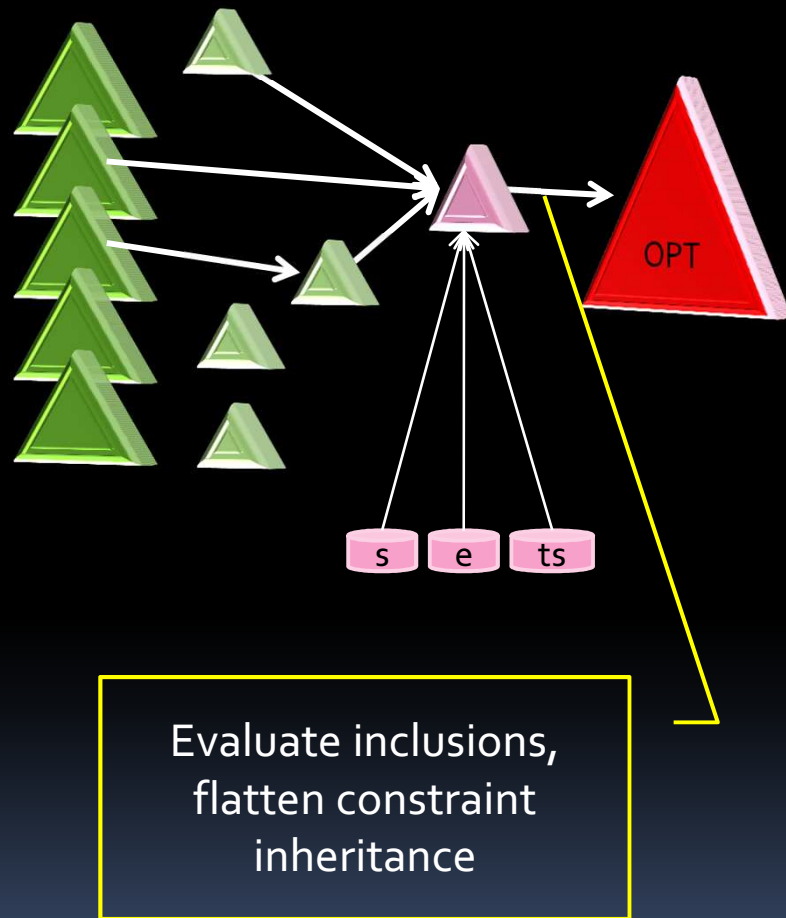 OPT
s e ts
Evaluate inclusions,
flatten constraint
inheritance